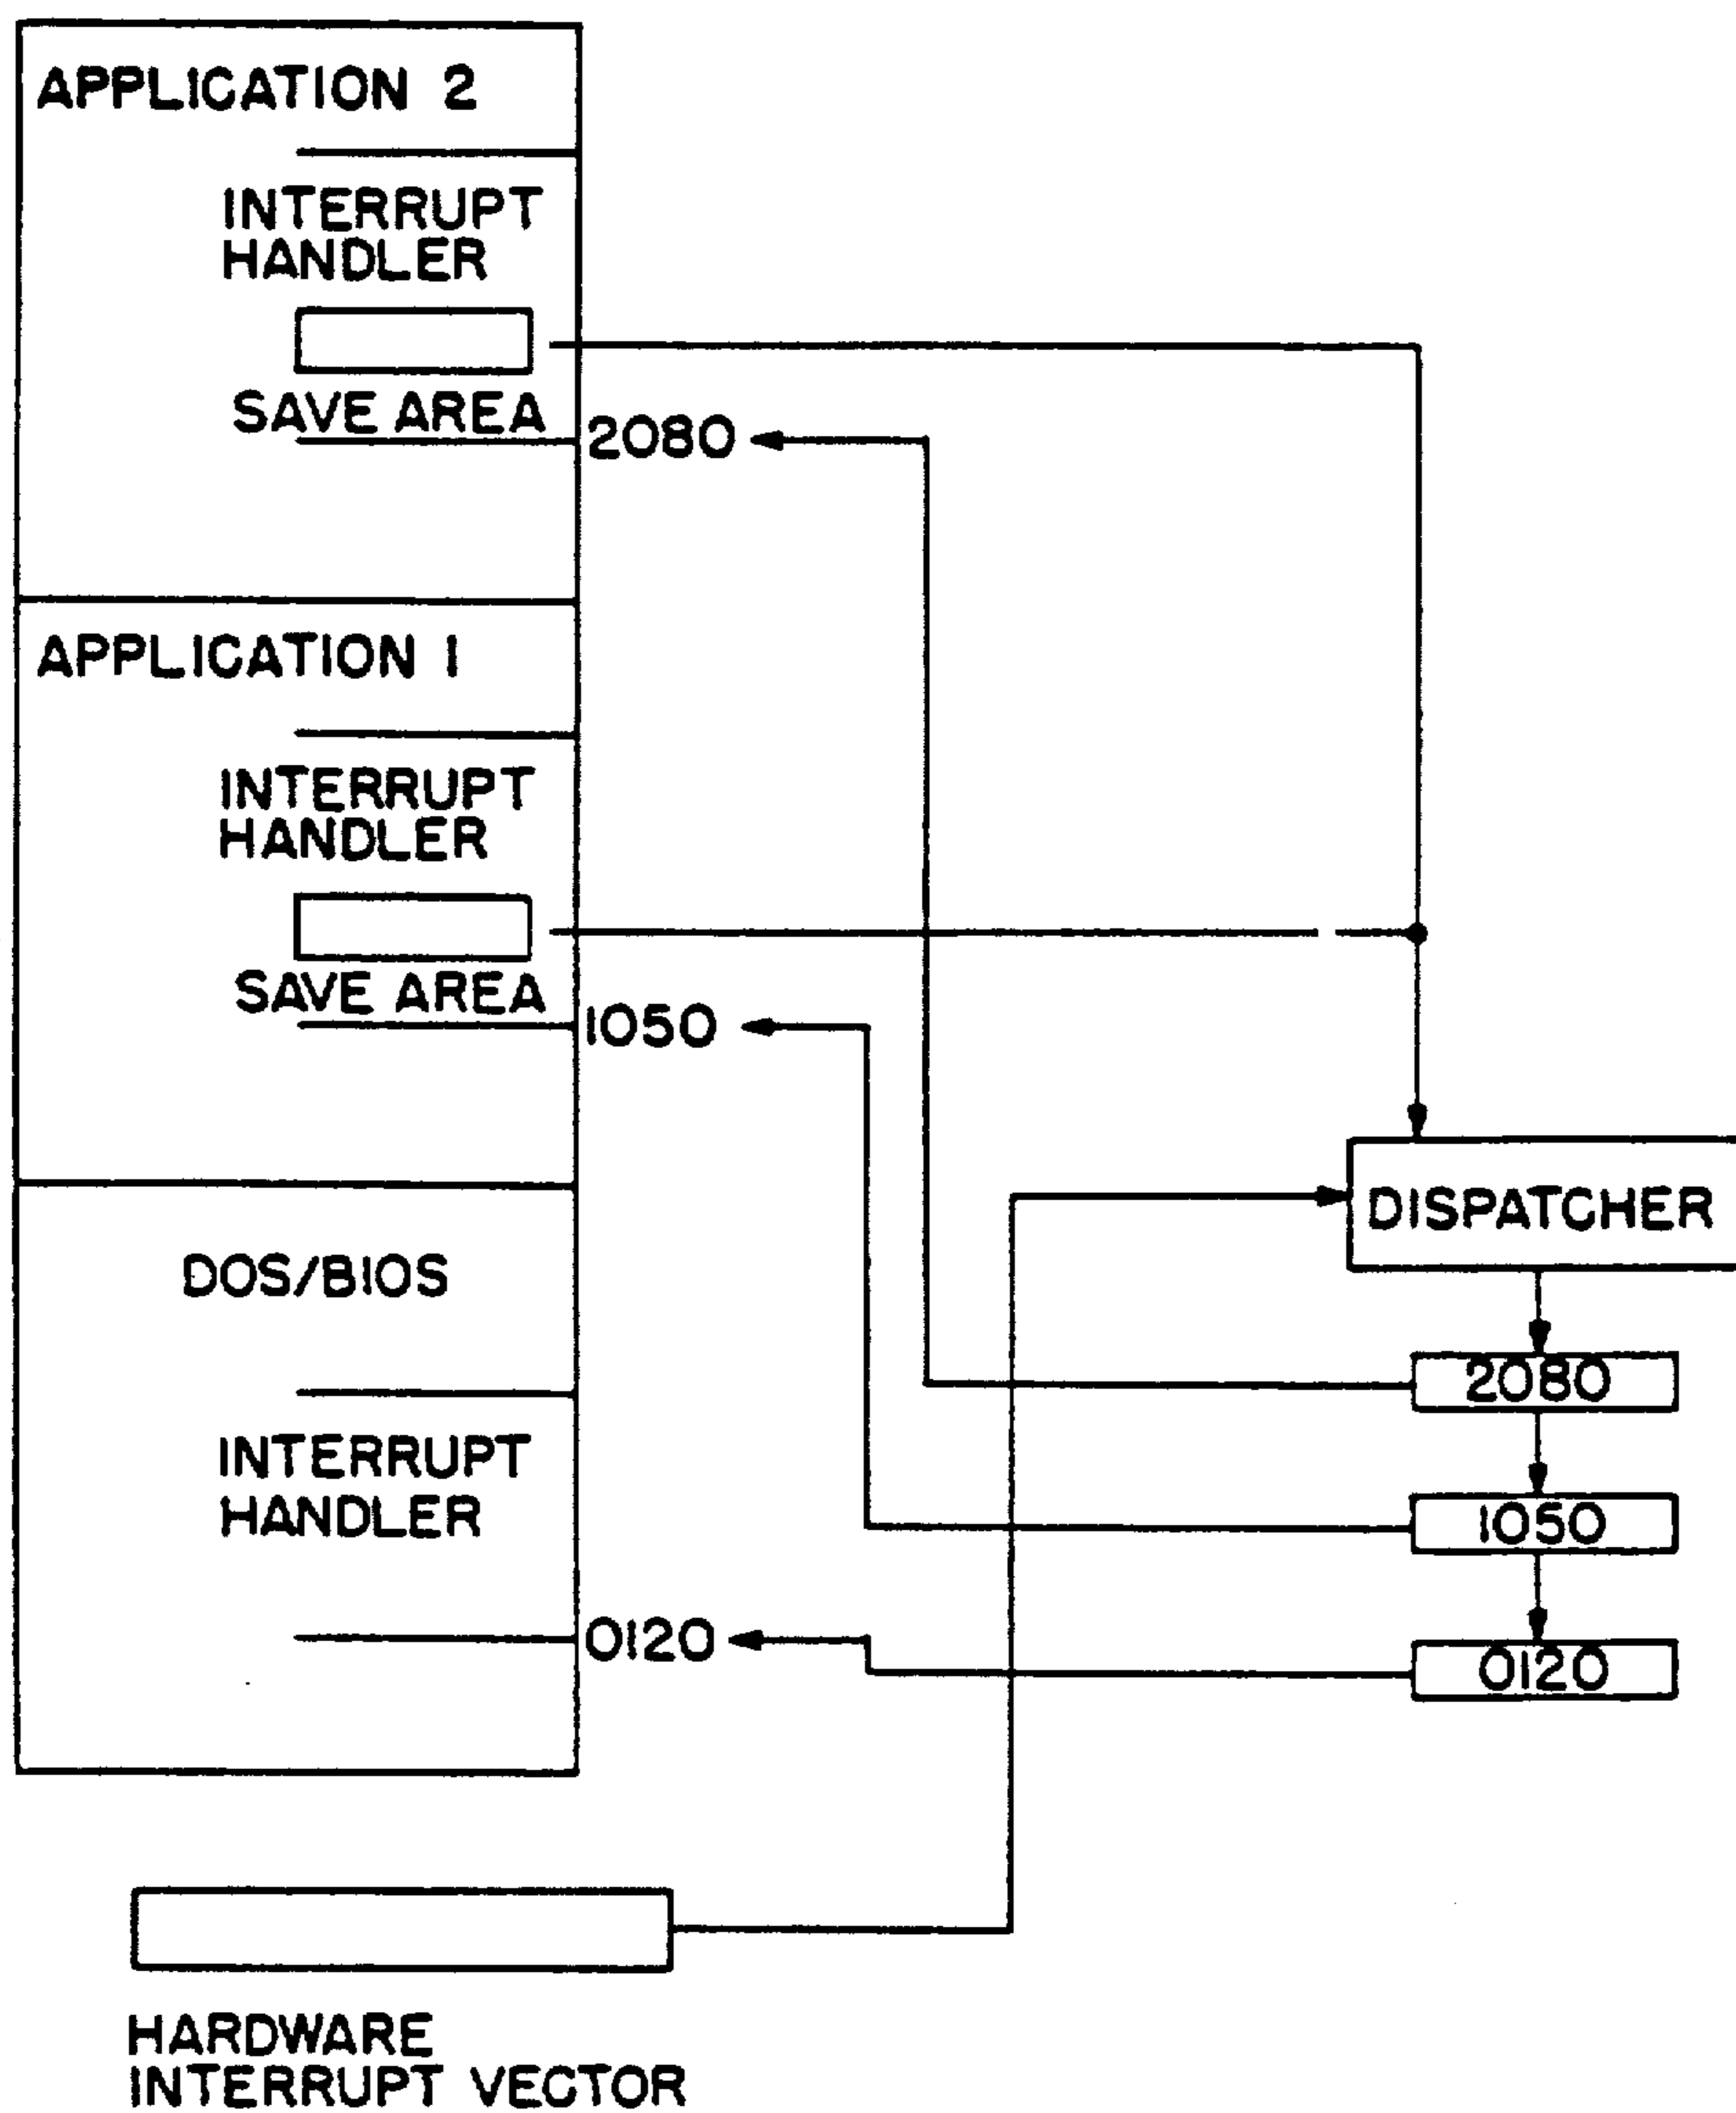 APPLICATION 2
INTERRUPT
HANDLER
SAVE AREA
2080
APPLICATION 1
INTERRUPT
HANDLER
SAVE AREA
1050
DISPATCHER
DOS/BIOS
2080
INTERRUPT
HANDLER
1050
0120
0120
HARDWARE
INTERRUPT VECTOR